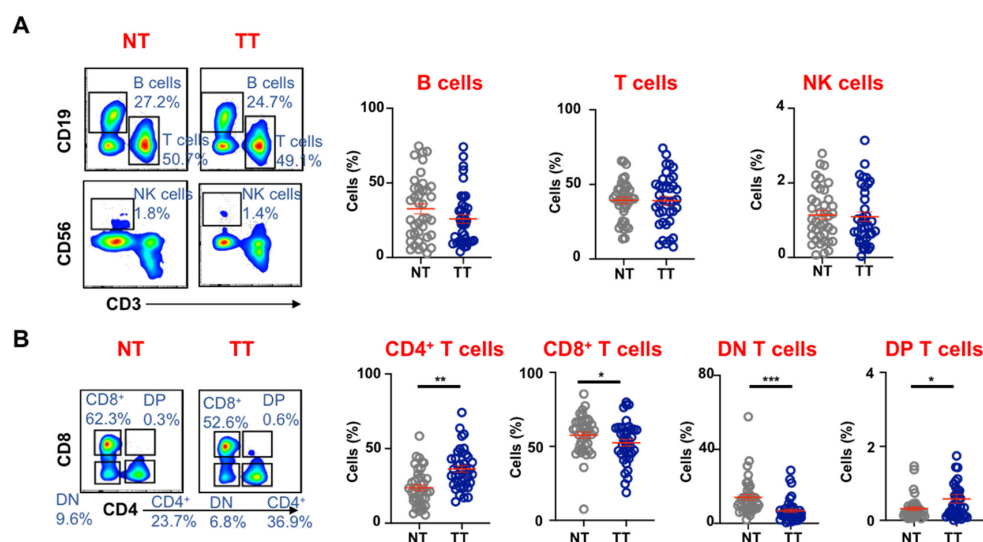 A
NT
TT
B cells
27.2%
T cells
50.7%
B cells
24.7%
T cells
49.1%
CD19
NK cells
1.8%
NK cells
1.4%
CD56
CD3
B cells
Cells (%)
100
50
0
NT
TT
T cells
Cells (%)
100
50
0
NT
TT
NK cells
Cells (%)
4
2
0
NT
TT
B
NT
TT
CD8⁺
62.3%
DP
0.3%
CD8⁺
52.6%
DP
0.6%
CD8
CD4
DN
9.6%
CD4⁺
23.7%
DN
6.8%
CD4⁺
36.9%
CD4⁺ T cells
**
Cells (%)
100
50
0
NT
TT
CD8⁺ T cells
*
Cells (%)
100
50
0
NT
TT
DN T cells
***
Cells (%)
80
40
0
NT
TT
DP T cells
*
Cells (%)
4
2
0
NT
TT